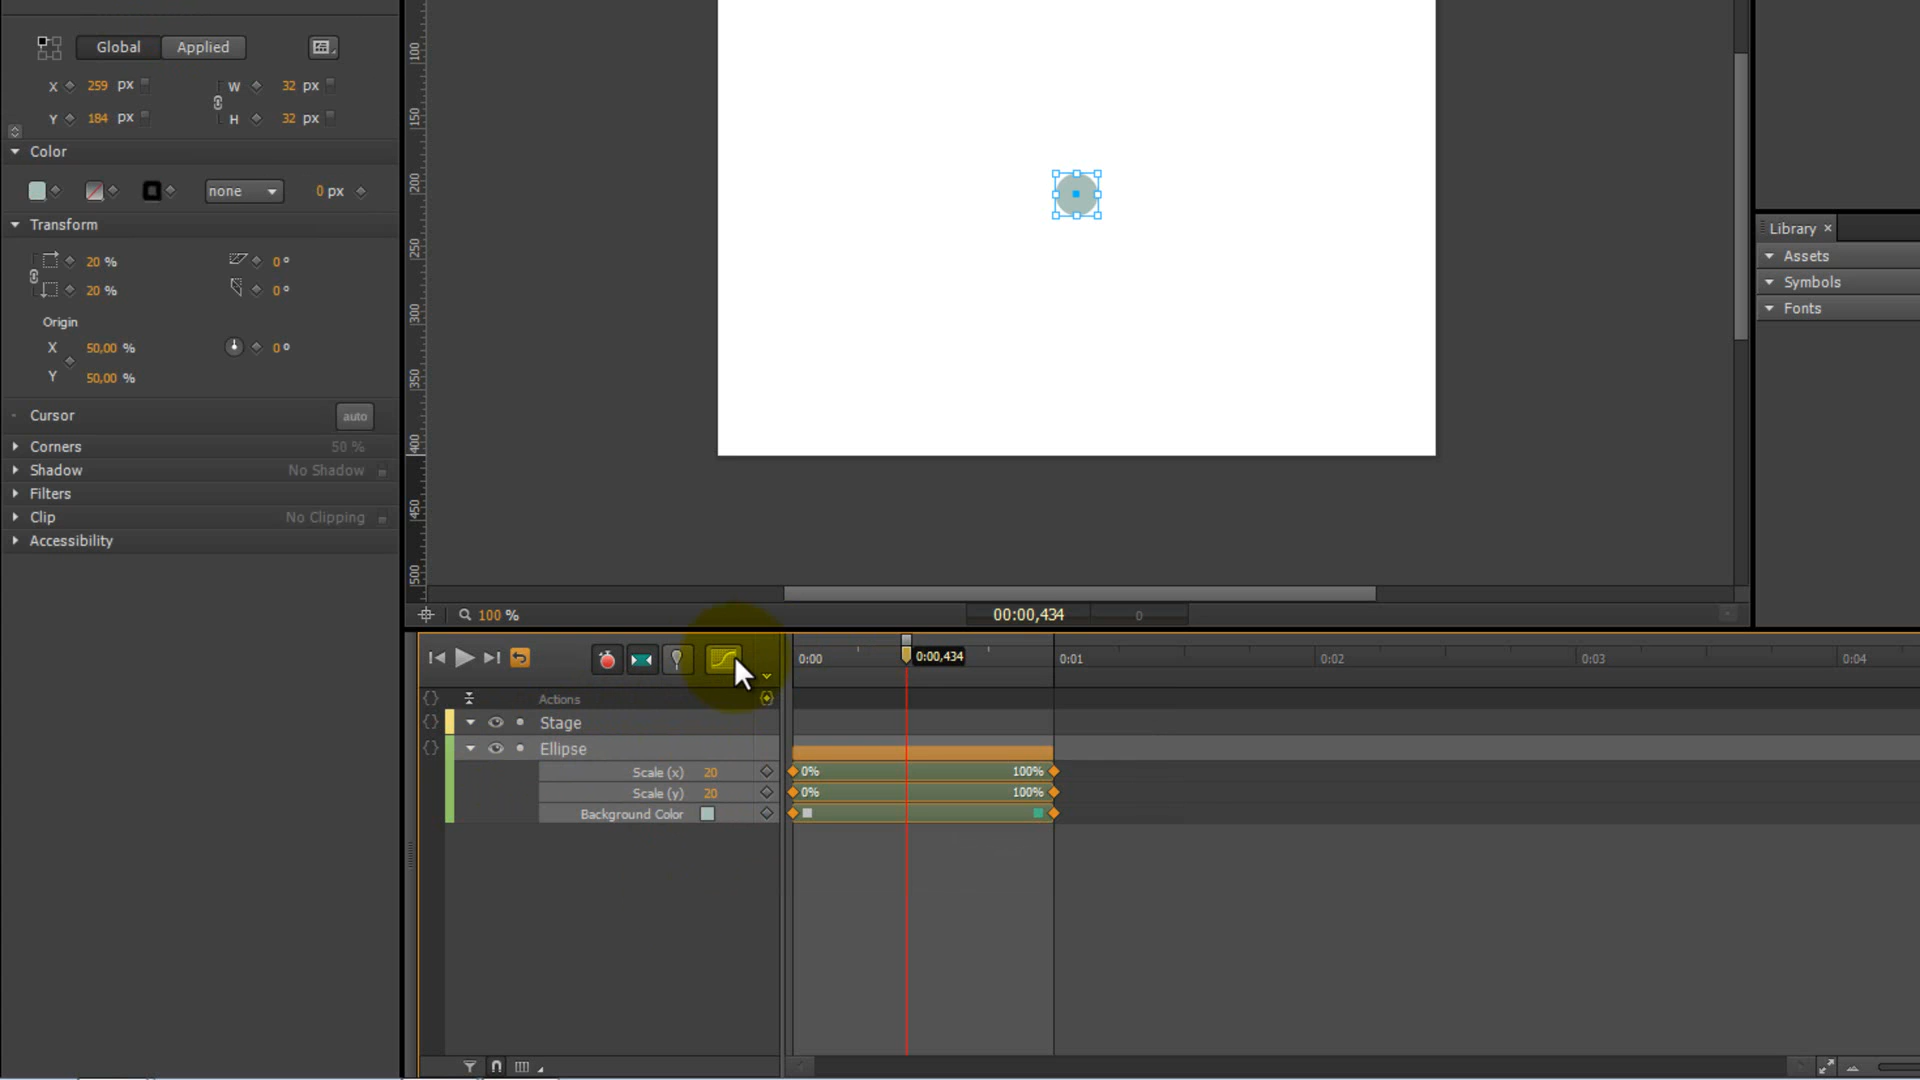 Global Applied
X 259 px W 32 px
Y 184 px H 32 px
Color
none 0 px
Transform
20 % 0 º
20 % 0 º
Origin
X 50,00 % 0 º
Y 50,00 %
Cursor auto
Corners 50 %
Shadow No Shadow
Filters
Clip No Clipping
Accessibility
100
150
200
250
300
350
400
450
500
100 % 00:00,434 0
Library ×
Assets
Symbols
Fonts
0:00 0:00,434 0:01 0:02 0:03 0:04
{} Actions
{} Stage
{} Ellipse
Scale (x) 20 0% 100%
Scale (y) 20 0% 100%
Background Color